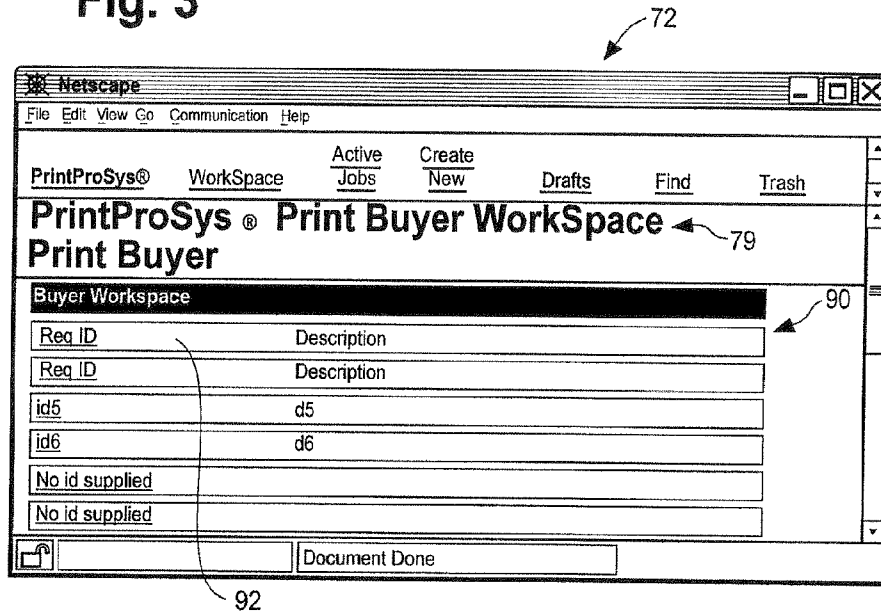 Fig. 3
72
Netscape
File Edit View Go Communication Help
PrintProSys® WorkSpace Active Jobs Create New Drafts Find Trash
PrintProSys ® Print Buyer WorkSpace
79
Print Buyer
Buyer Workspace
90
Req ID Description
Req ID Description
id5 d5
id6 d6
No id supplied
No id supplied
Document Done
92